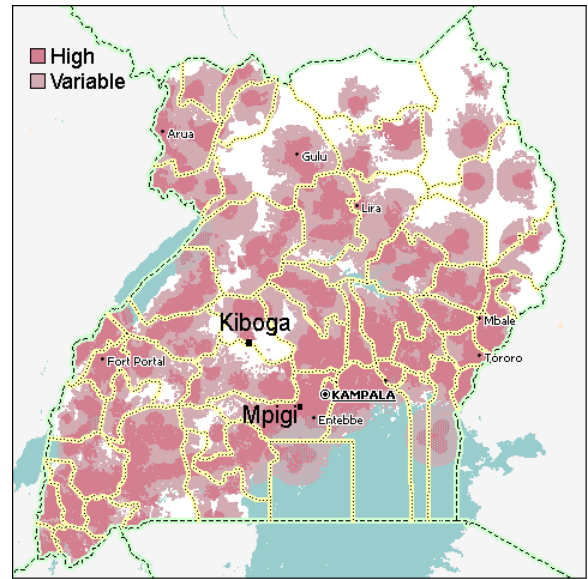 High
Variable
Arua
Gulu
Lira
Kiboga
Mbale
Fort Portal
Tororo
KAMPALA
Mpigi
Entebbe